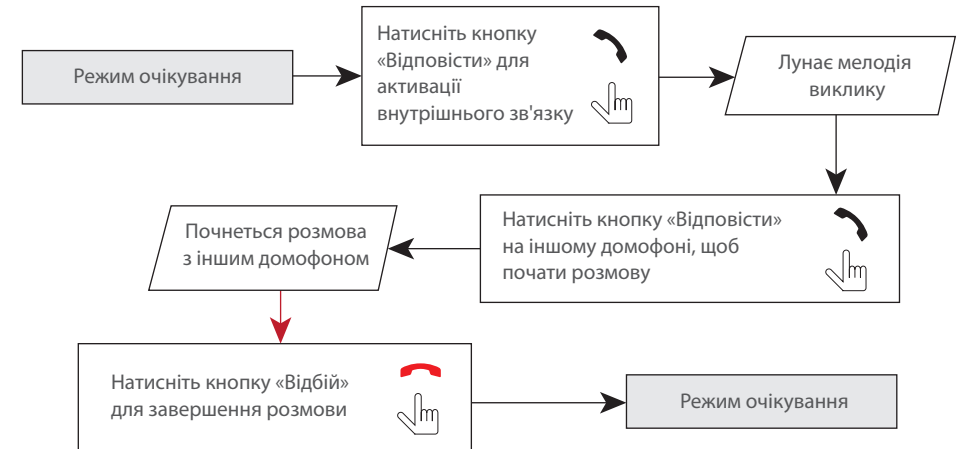 Режим очікування
Натисніть кнопку
«Відповісти» для
активації
внутрішнього зв'язку
Лунає мелодія
виклику
Натисніть кнопку «Відповісти»
на іншому домофоні, щоб
почати розмову
Почнеться розмова
з іншим домофоном
Натисніть кнопку «Відбій»
для завершення розмови
Режим очікування